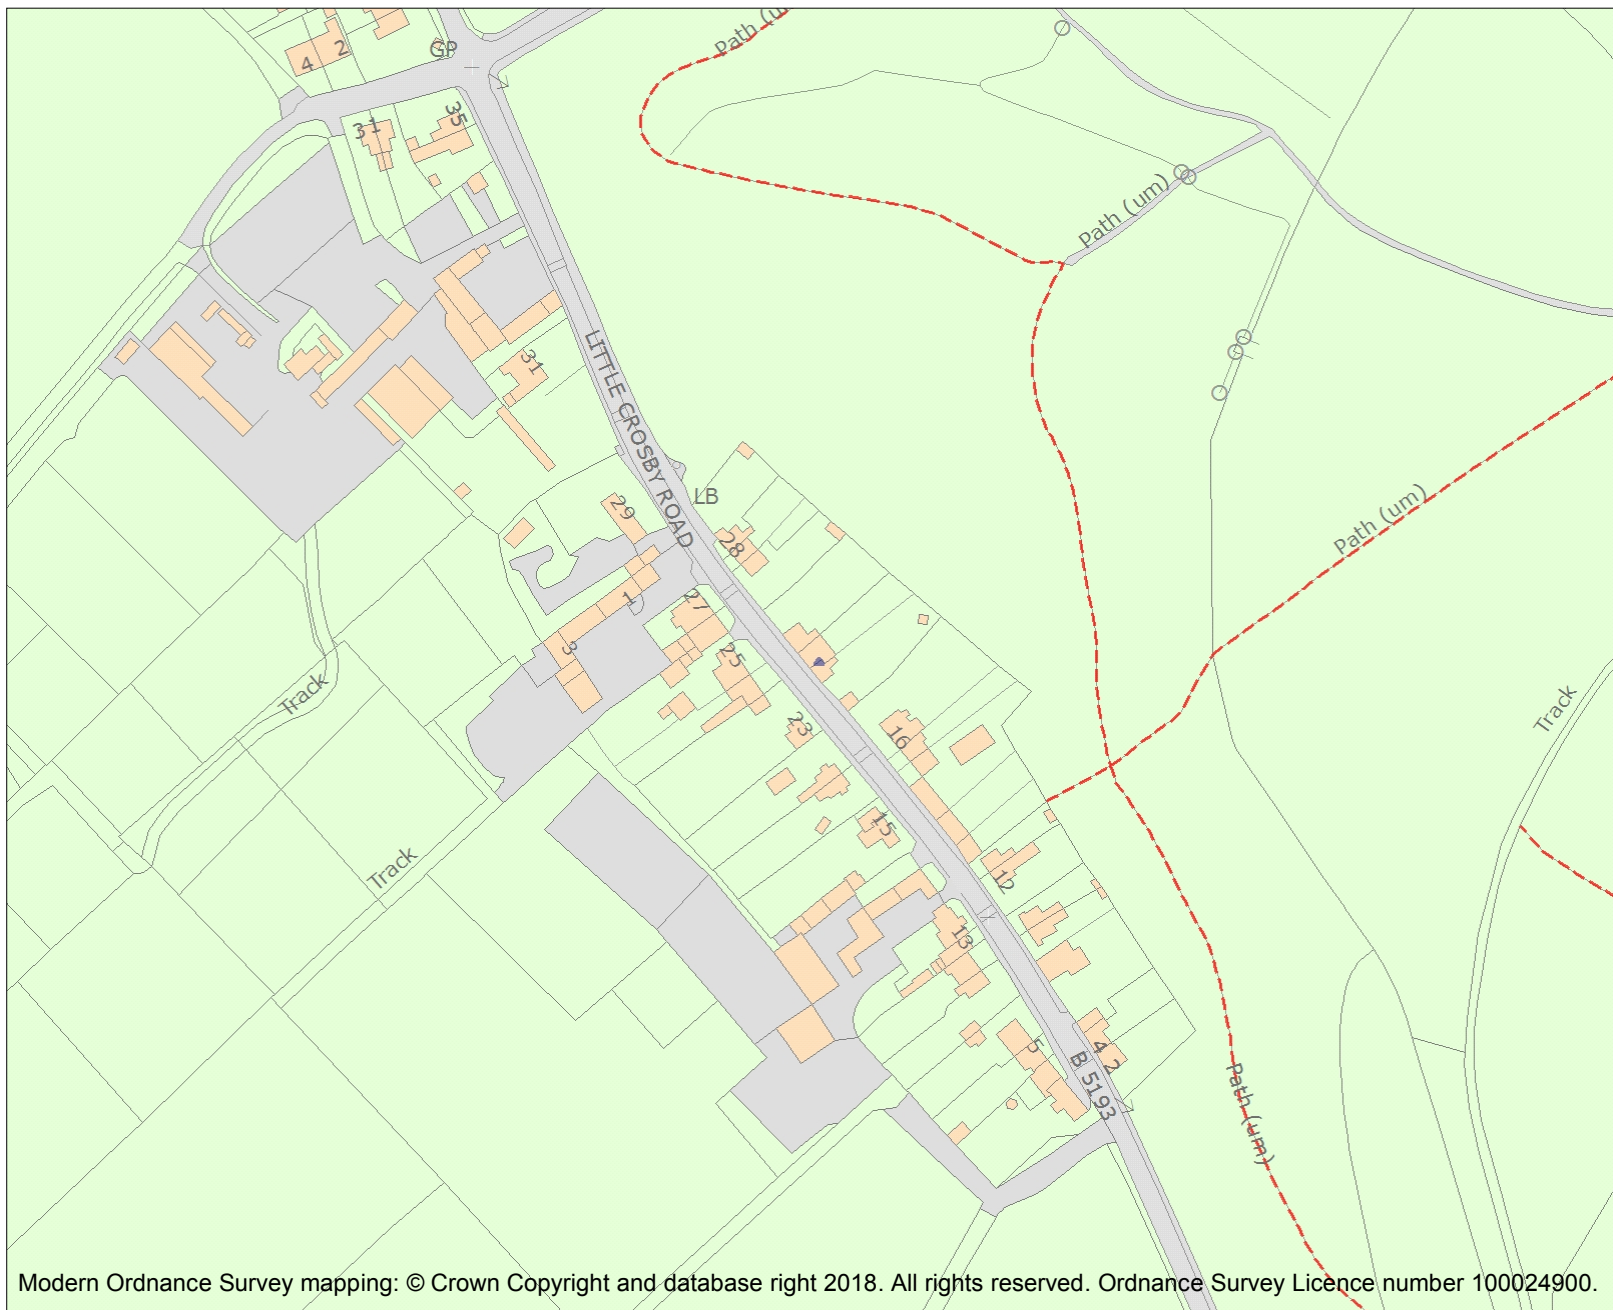 Path (u
GP
2
4
35
31
Path (um)
31
LITTLE CROSBY ROAD
LB
29
28
Path (um)
1
27
3
25
Track
Track
23
16
15
Track
12
13
5
4
2
B 5193
Path (um)
Modern Ordnance Survey mapping: © Crown Copyright and database right 2018. All rights reserved. Ordnance Survey Licence number 100024900.